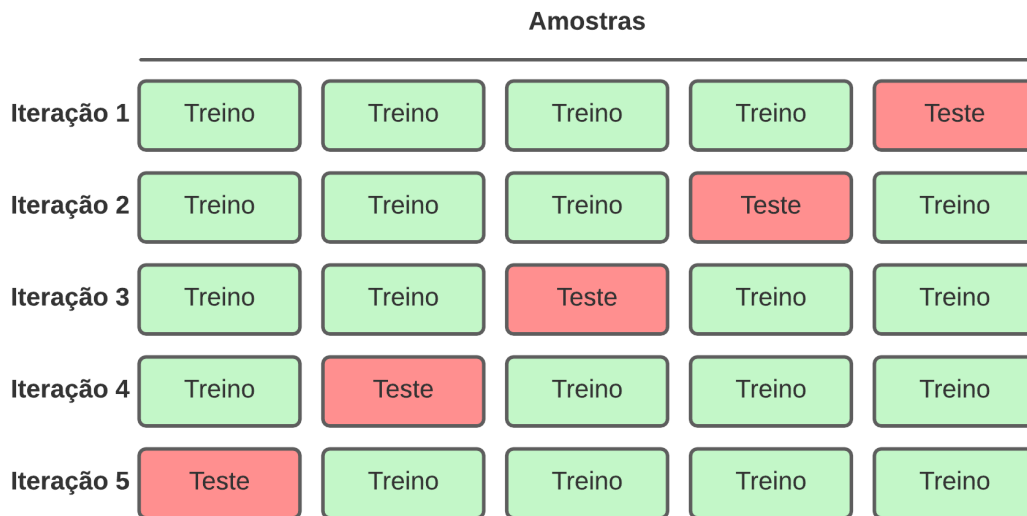 Amostras
Iteração 1 Treino Treino Treino Treino Teste
Iteração 2 Treino Treino Treino Teste Treino
Iteração 3 Treino Treino Teste Treino Treino
Iteração 4 Treino Teste Treino Treino Treino
Iteração 5 Teste Treino Treino Treino Treino